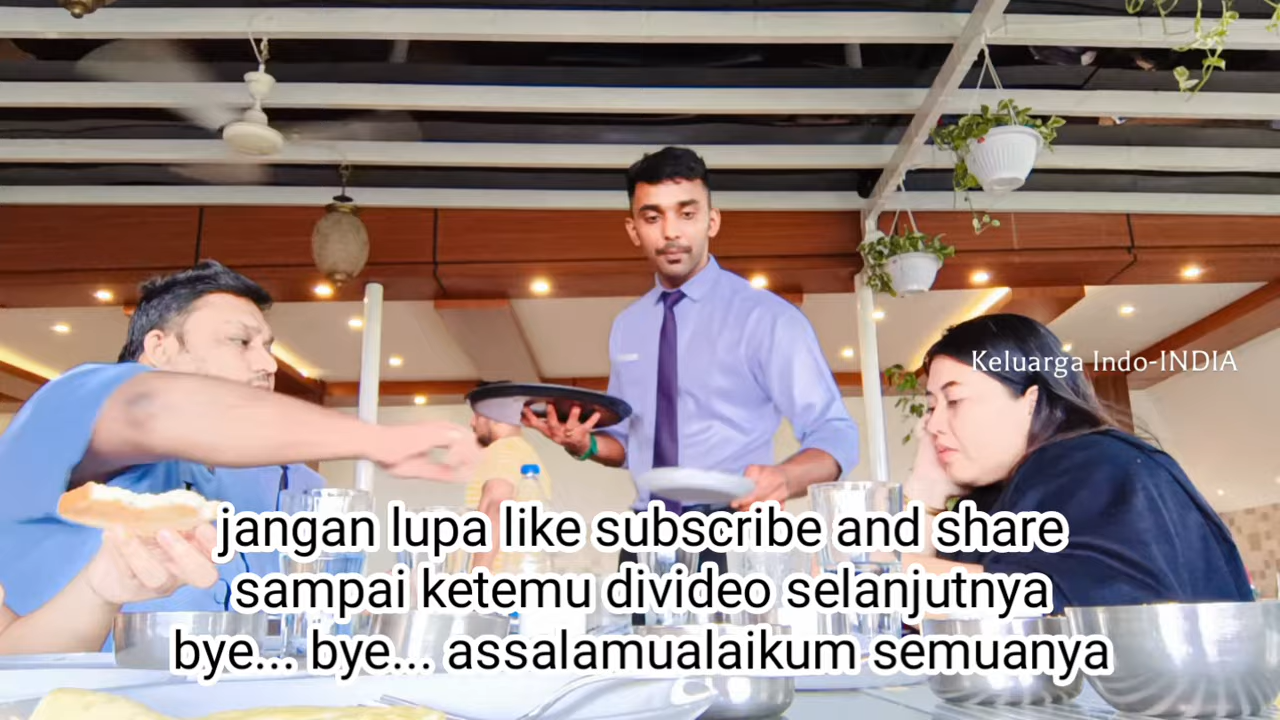 Keluarga Indo-INDIA
jangan lupa like subscribe and share
sampai ketemu divideo selanjutnya
bye... bye... assalamualaikum semuanya